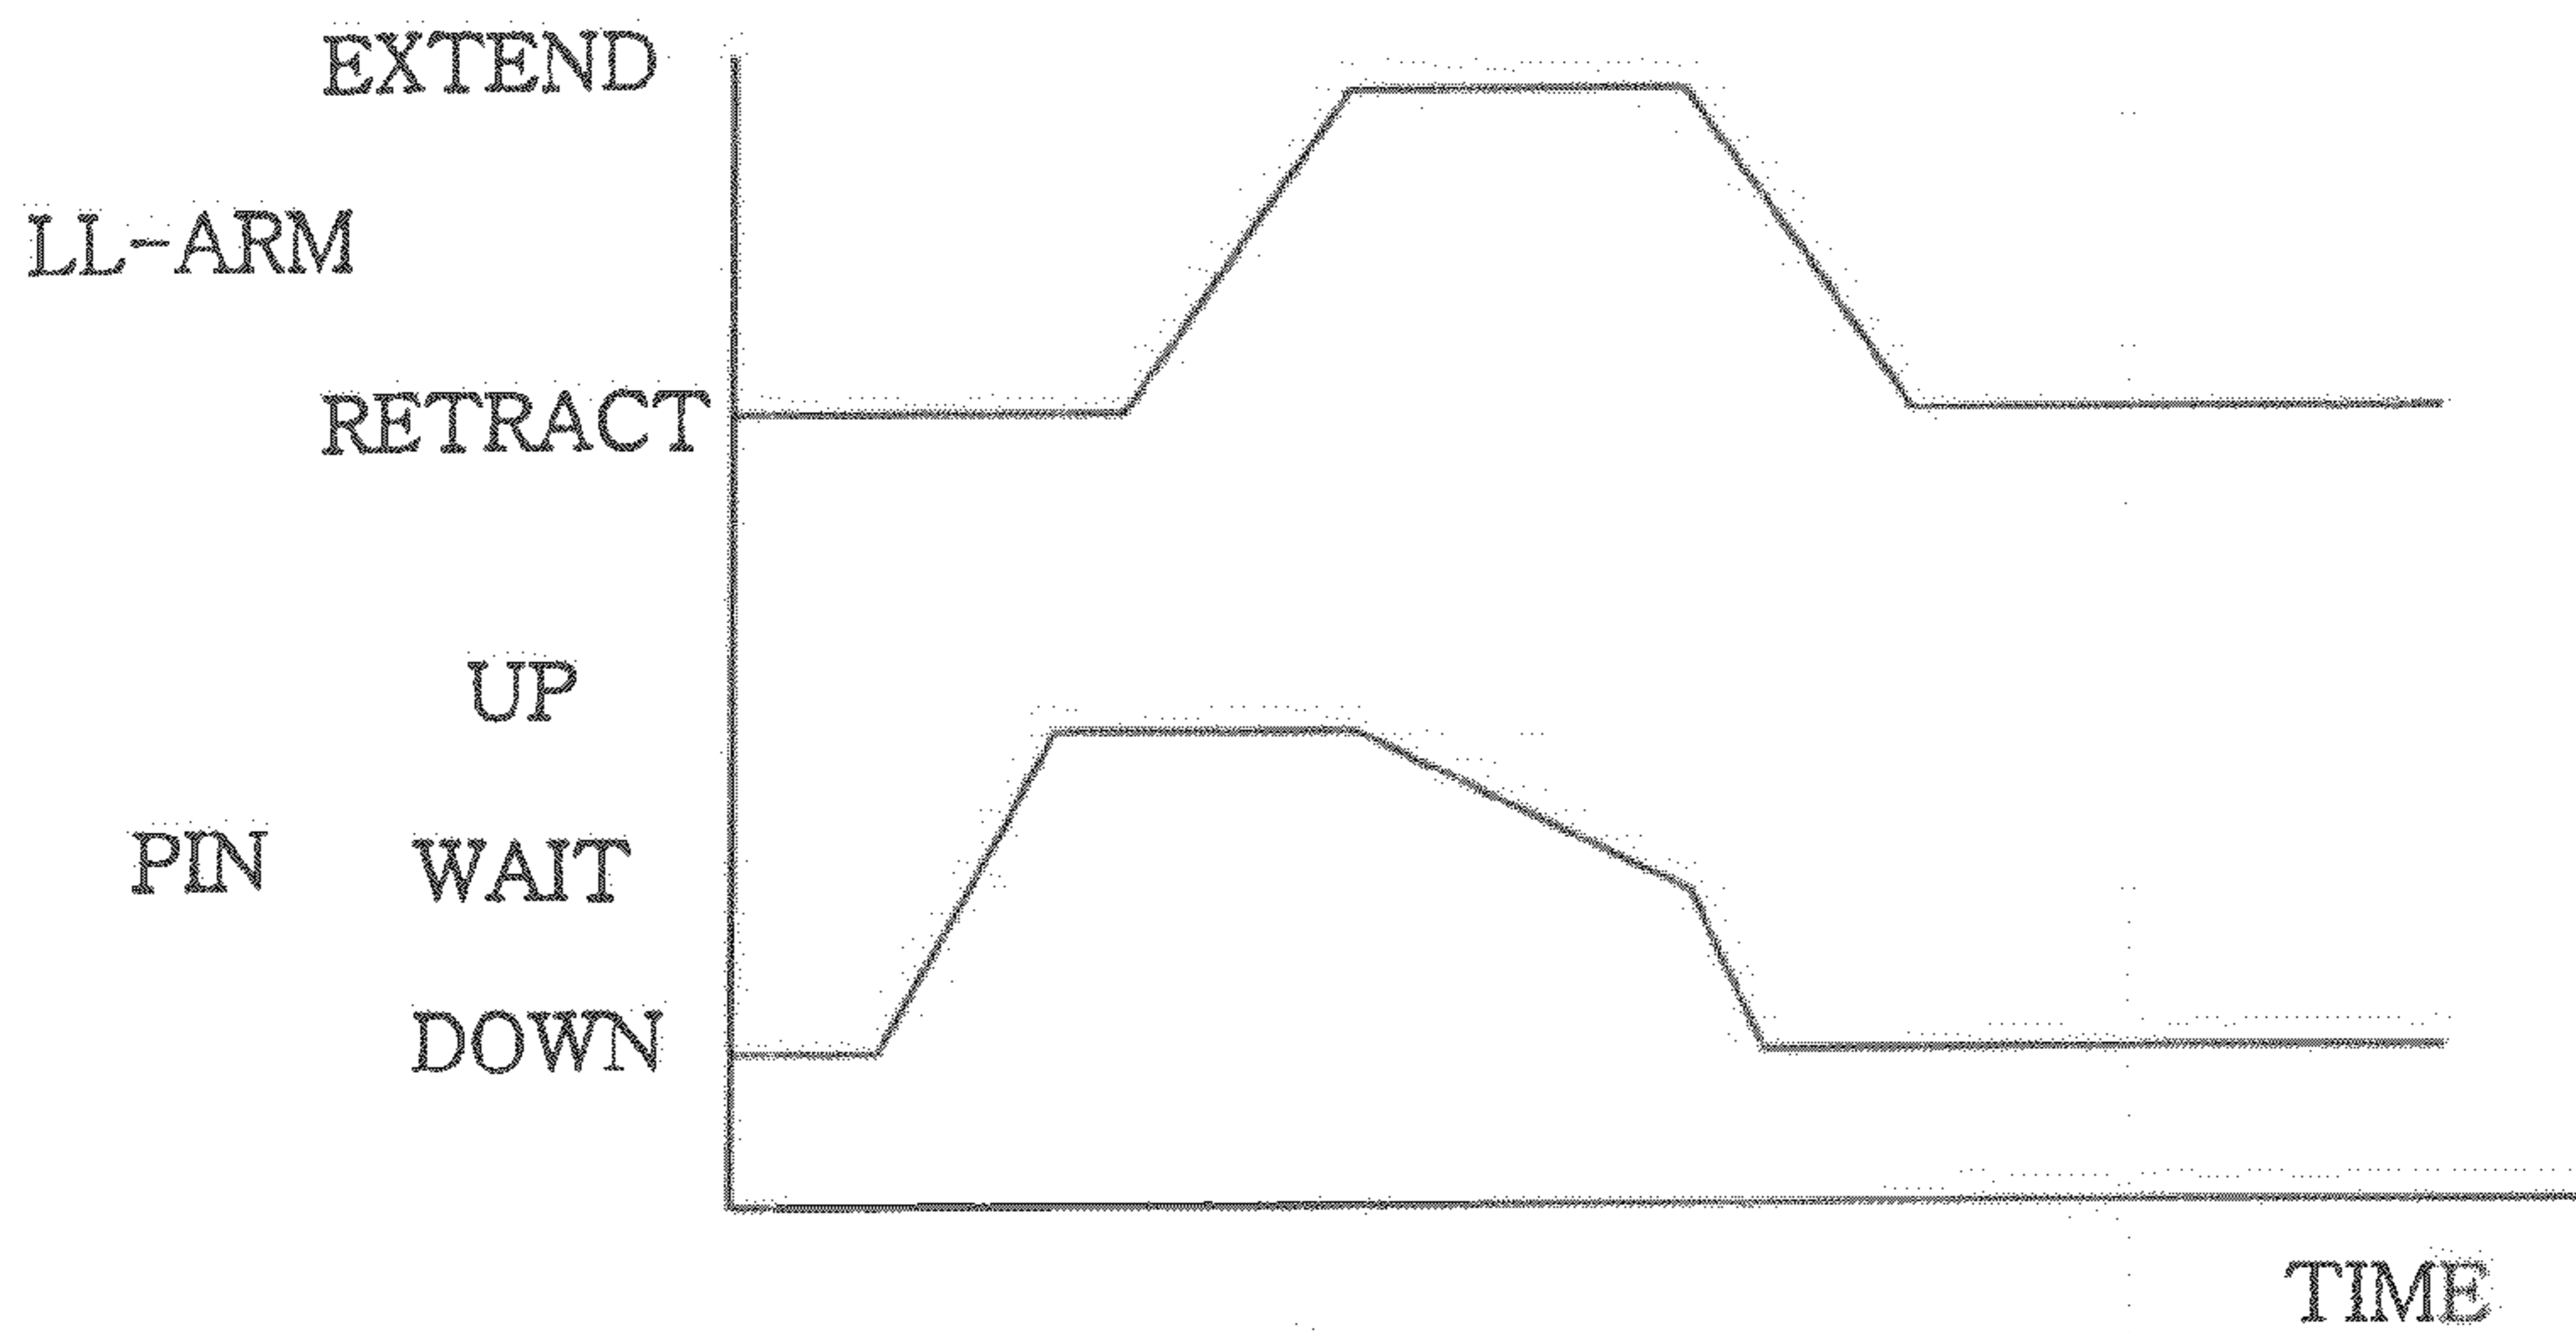 EXTEND
LL-ARM
RETRACT
UP
PIN
WAIT
DOWN
TIME